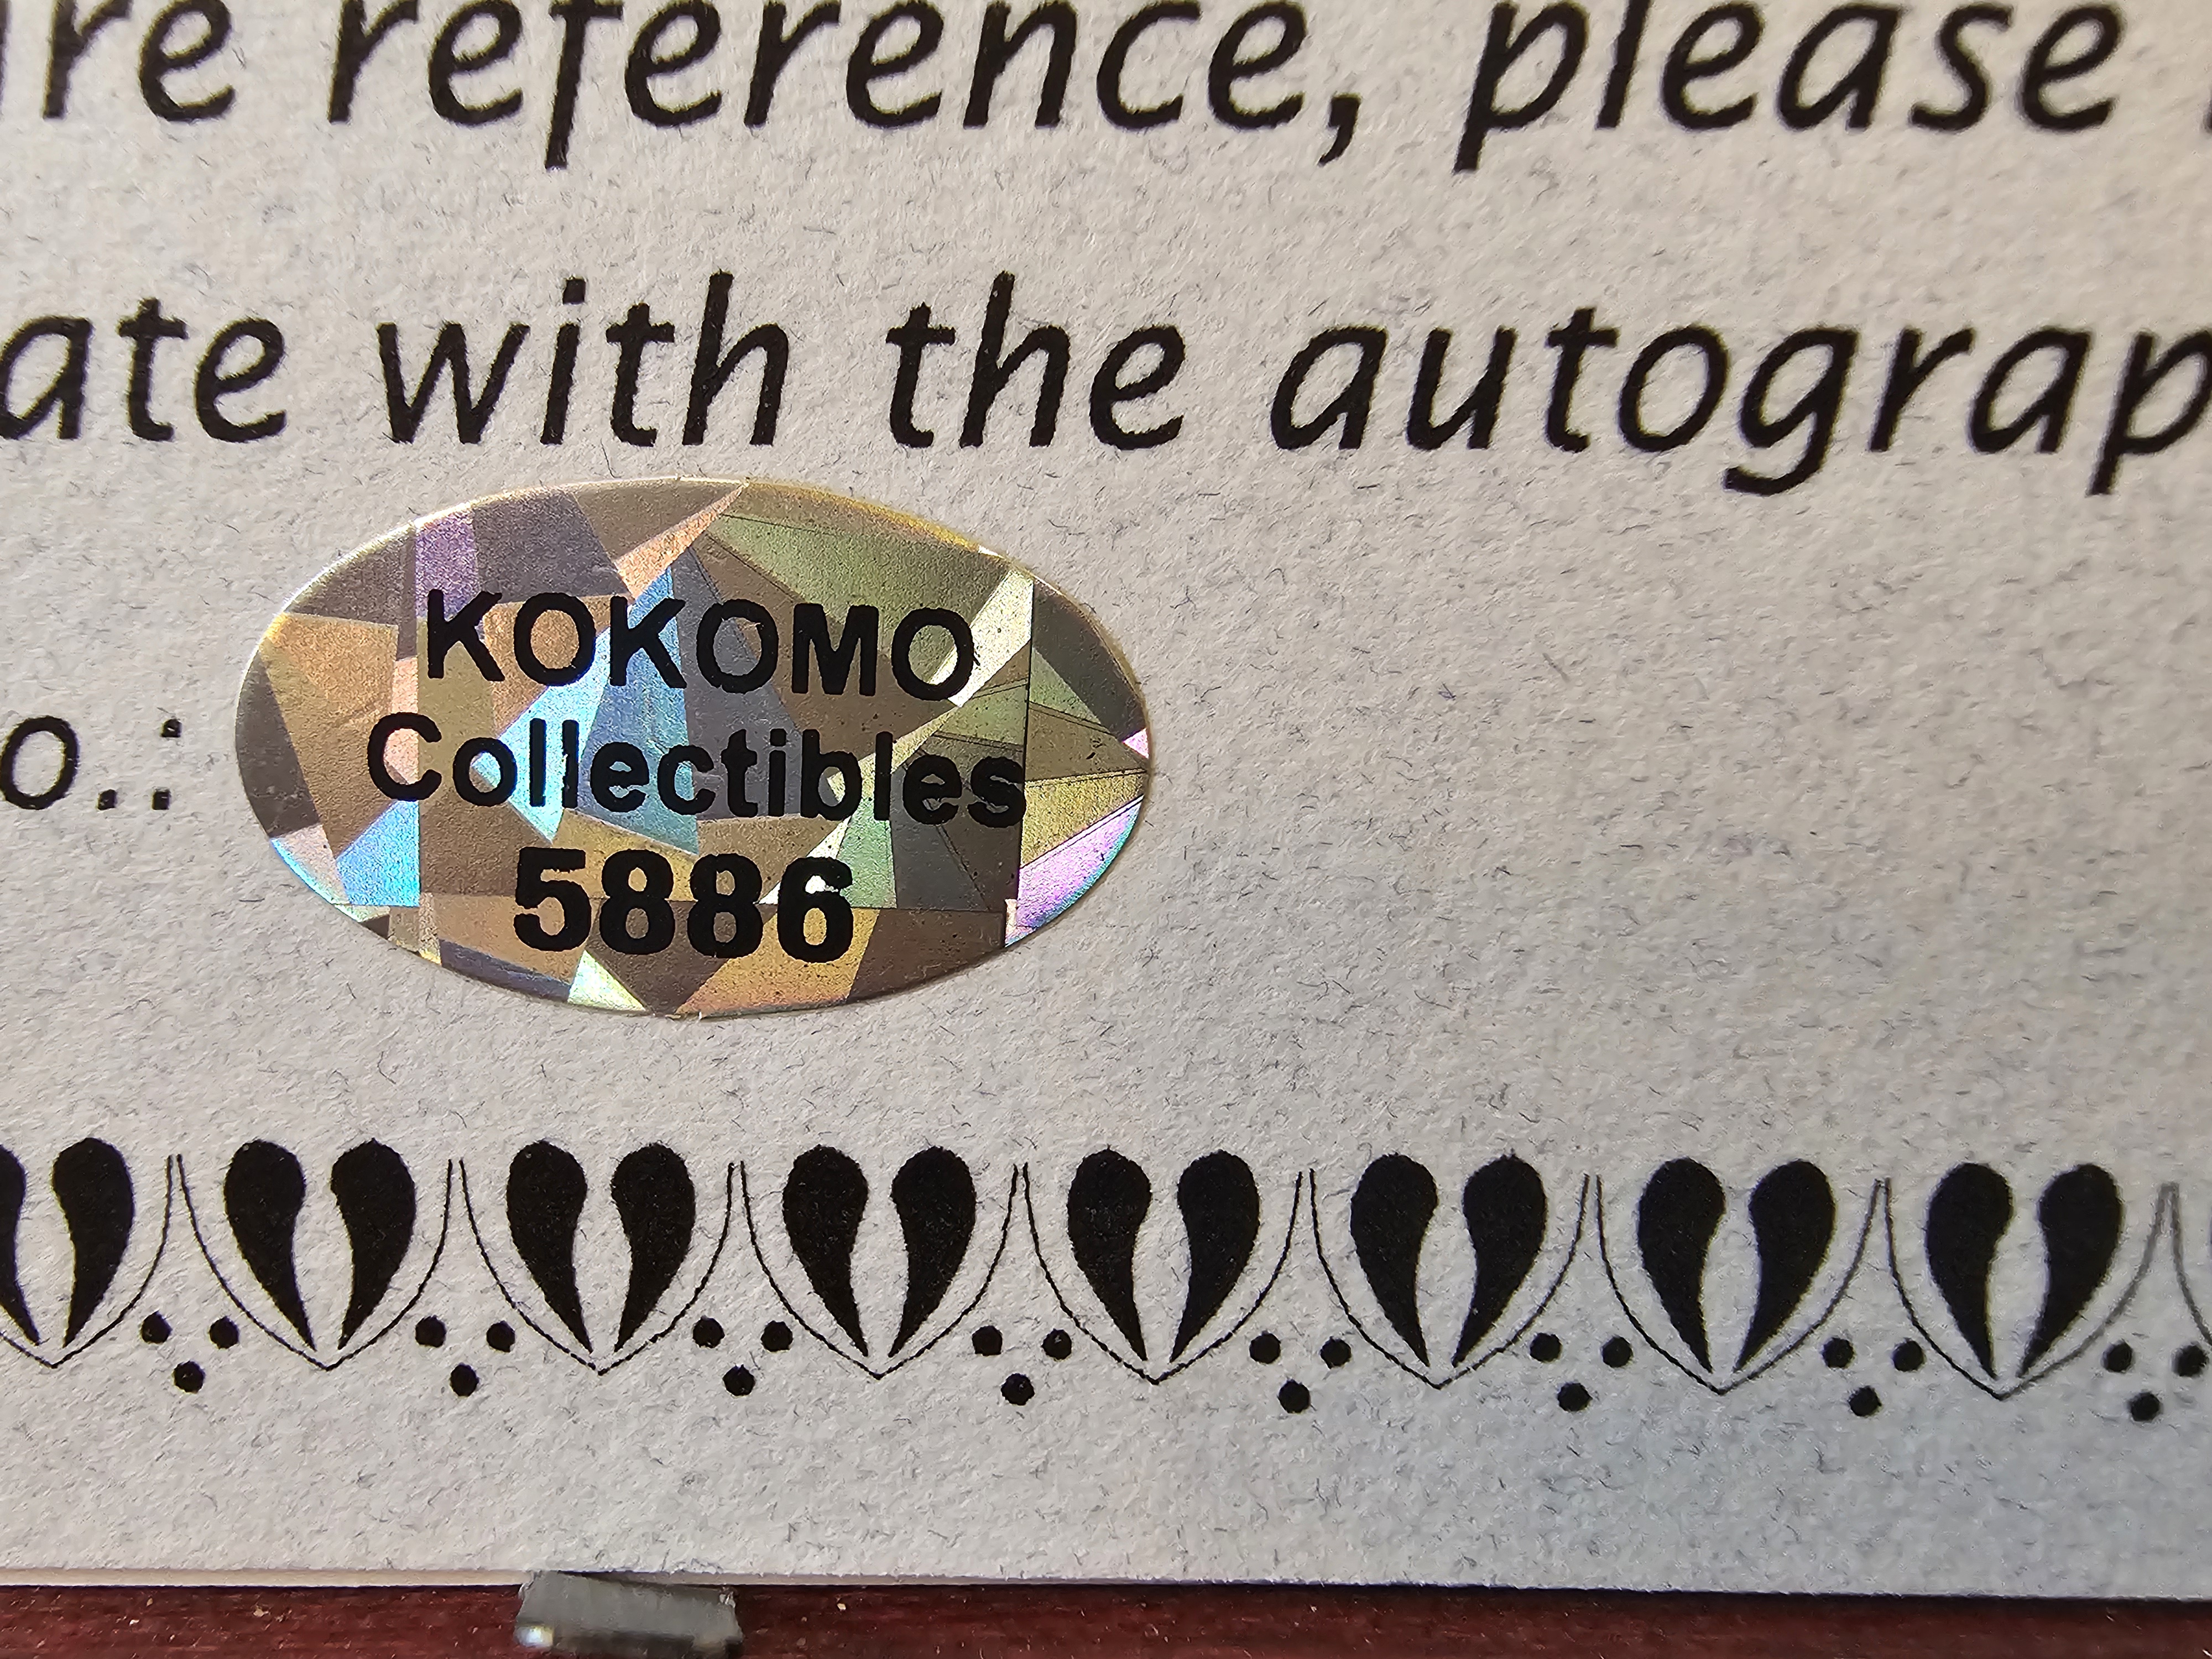 re reference, please
ate with the autograp
o.:
KOKOMO
Collectibles
5886